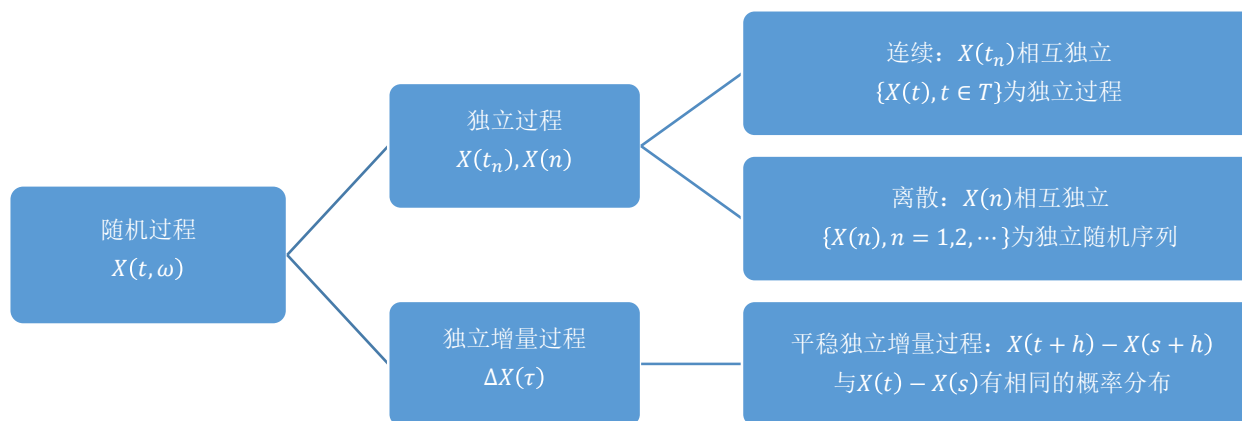 随机过程
𝑋(𝑡, 𝜔)
独立过程
𝑋(𝑡ₙ), 𝑋(𝑛)
独立增量过程
Δ𝑋(𝜏)
连续：𝑋(𝑡ₙ)相互独立
{𝑋(𝑡), 𝑡 ∈ 𝑇}为独立过程
离散：𝑋(𝑛)相互独立
{𝑋(𝑛), 𝑛 = 1,2, ⋯ }为独立随机序列
平稳独立增量过程：𝑋(𝑡 + ℎ) − 𝑋(𝑠 + ℎ)
与𝑋(𝑡) − 𝑋(𝑠)有相同的概率分布